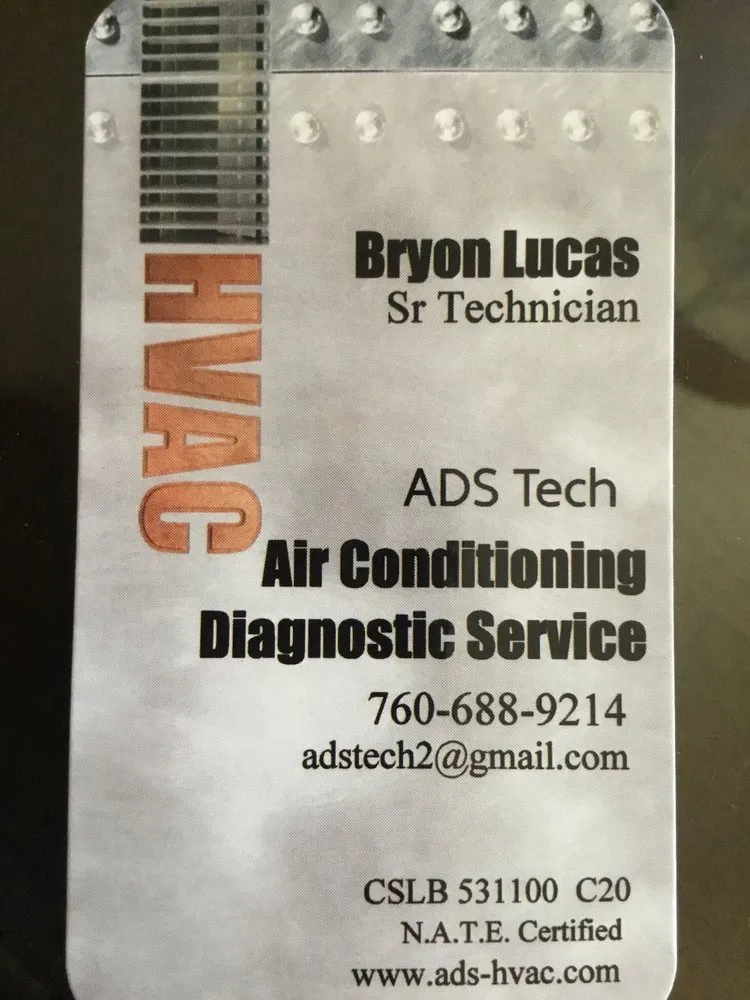 HVAC
Bryon Lucas
Sr Technician
ADS Tech
Air Conditioning
Diagnostic Service
760-688-9214
adstech2@gmail.com
CSLB 531100 C20
N.A.T.E. Certified
www.ads-hvac.com